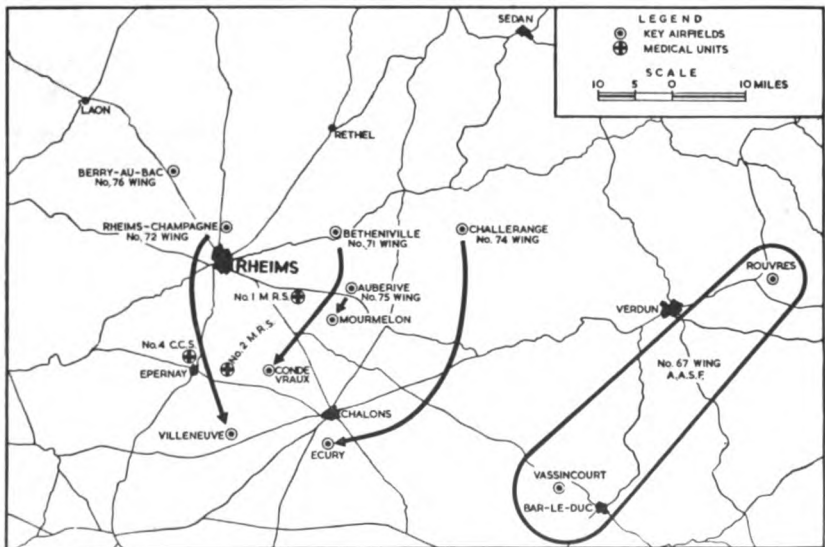 SEDAN
LEGEND
KEY AIRFIELDS
MEDICAL UNITS
SCALE
10 5 0 10 MILES
LAON
RETHEL
BERRY-AU-BAC
No. 76 WING
RHEIMS-CHAMPAGNE
No. 72 WING
BETHENIVILLE
No. 71 WING
CHALLERANGE
No. 74 WING
RHEIMS
ROUVRES
AUBERIVE
No. 75 WING
No. 1 M.R.S.
MOURMELON
VERDUN
No. 4 C.C.S.
No. 2 M.R.S.
EPERNAY
CONDE
VRAUX
No. 67 WING
A.A.S.F.
CHALONS
VILLENEUVE
ECURY
VASSINCOURT
BAR-LE-DUC